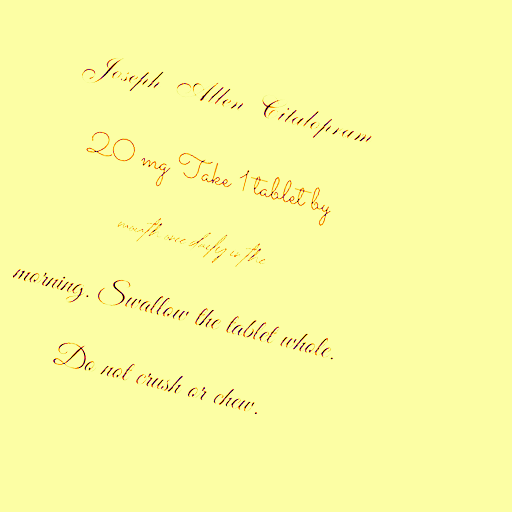 Joseph Allen Citalopram
20 mg Take 1 tablet by
mouth once daily in the
morning. Swallow the tablet whole.
Do not crush or chew.